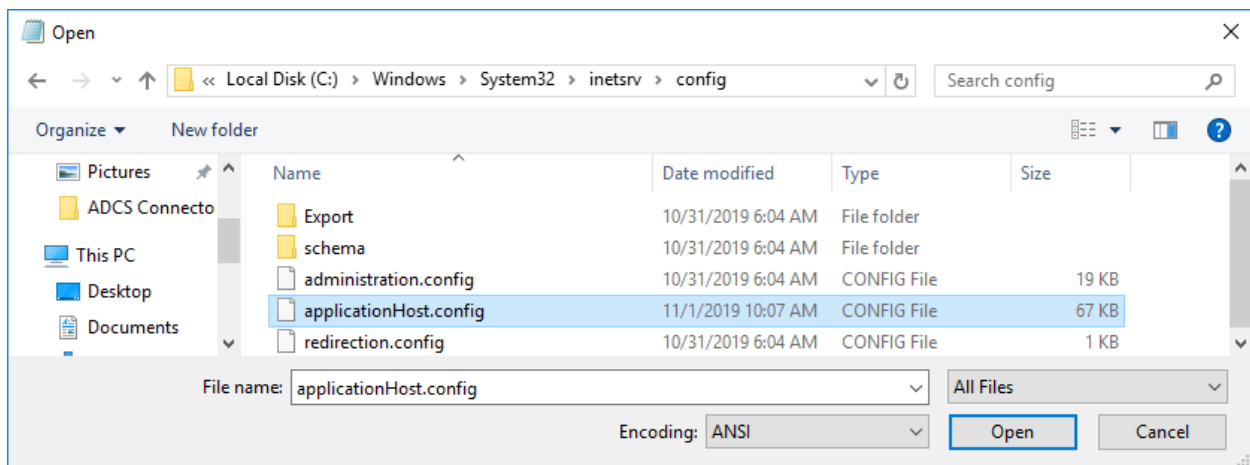 Open
« Local Disk (C:) › Windows › System32 › inetsrv › config
Search config
Organize
New folder
Pictures
ADCS Connecto
This PC
Desktop
Documents
Name Date modified Type Size
Export 10/31/2019 6:04 AM File folder
schema 10/31/2019 6:04 AM File folder
administration.config 10/31/2019 6:04 AM CONFIG File 19 KB
applicationHost.config 11/1/2019 10:07 AM CONFIG File 67 KB
redirection.config 10/31/2019 6:04 AM CONFIG File 1 KB
File name: applicationHost.config All Files
Encoding: ANSI Open Cancel